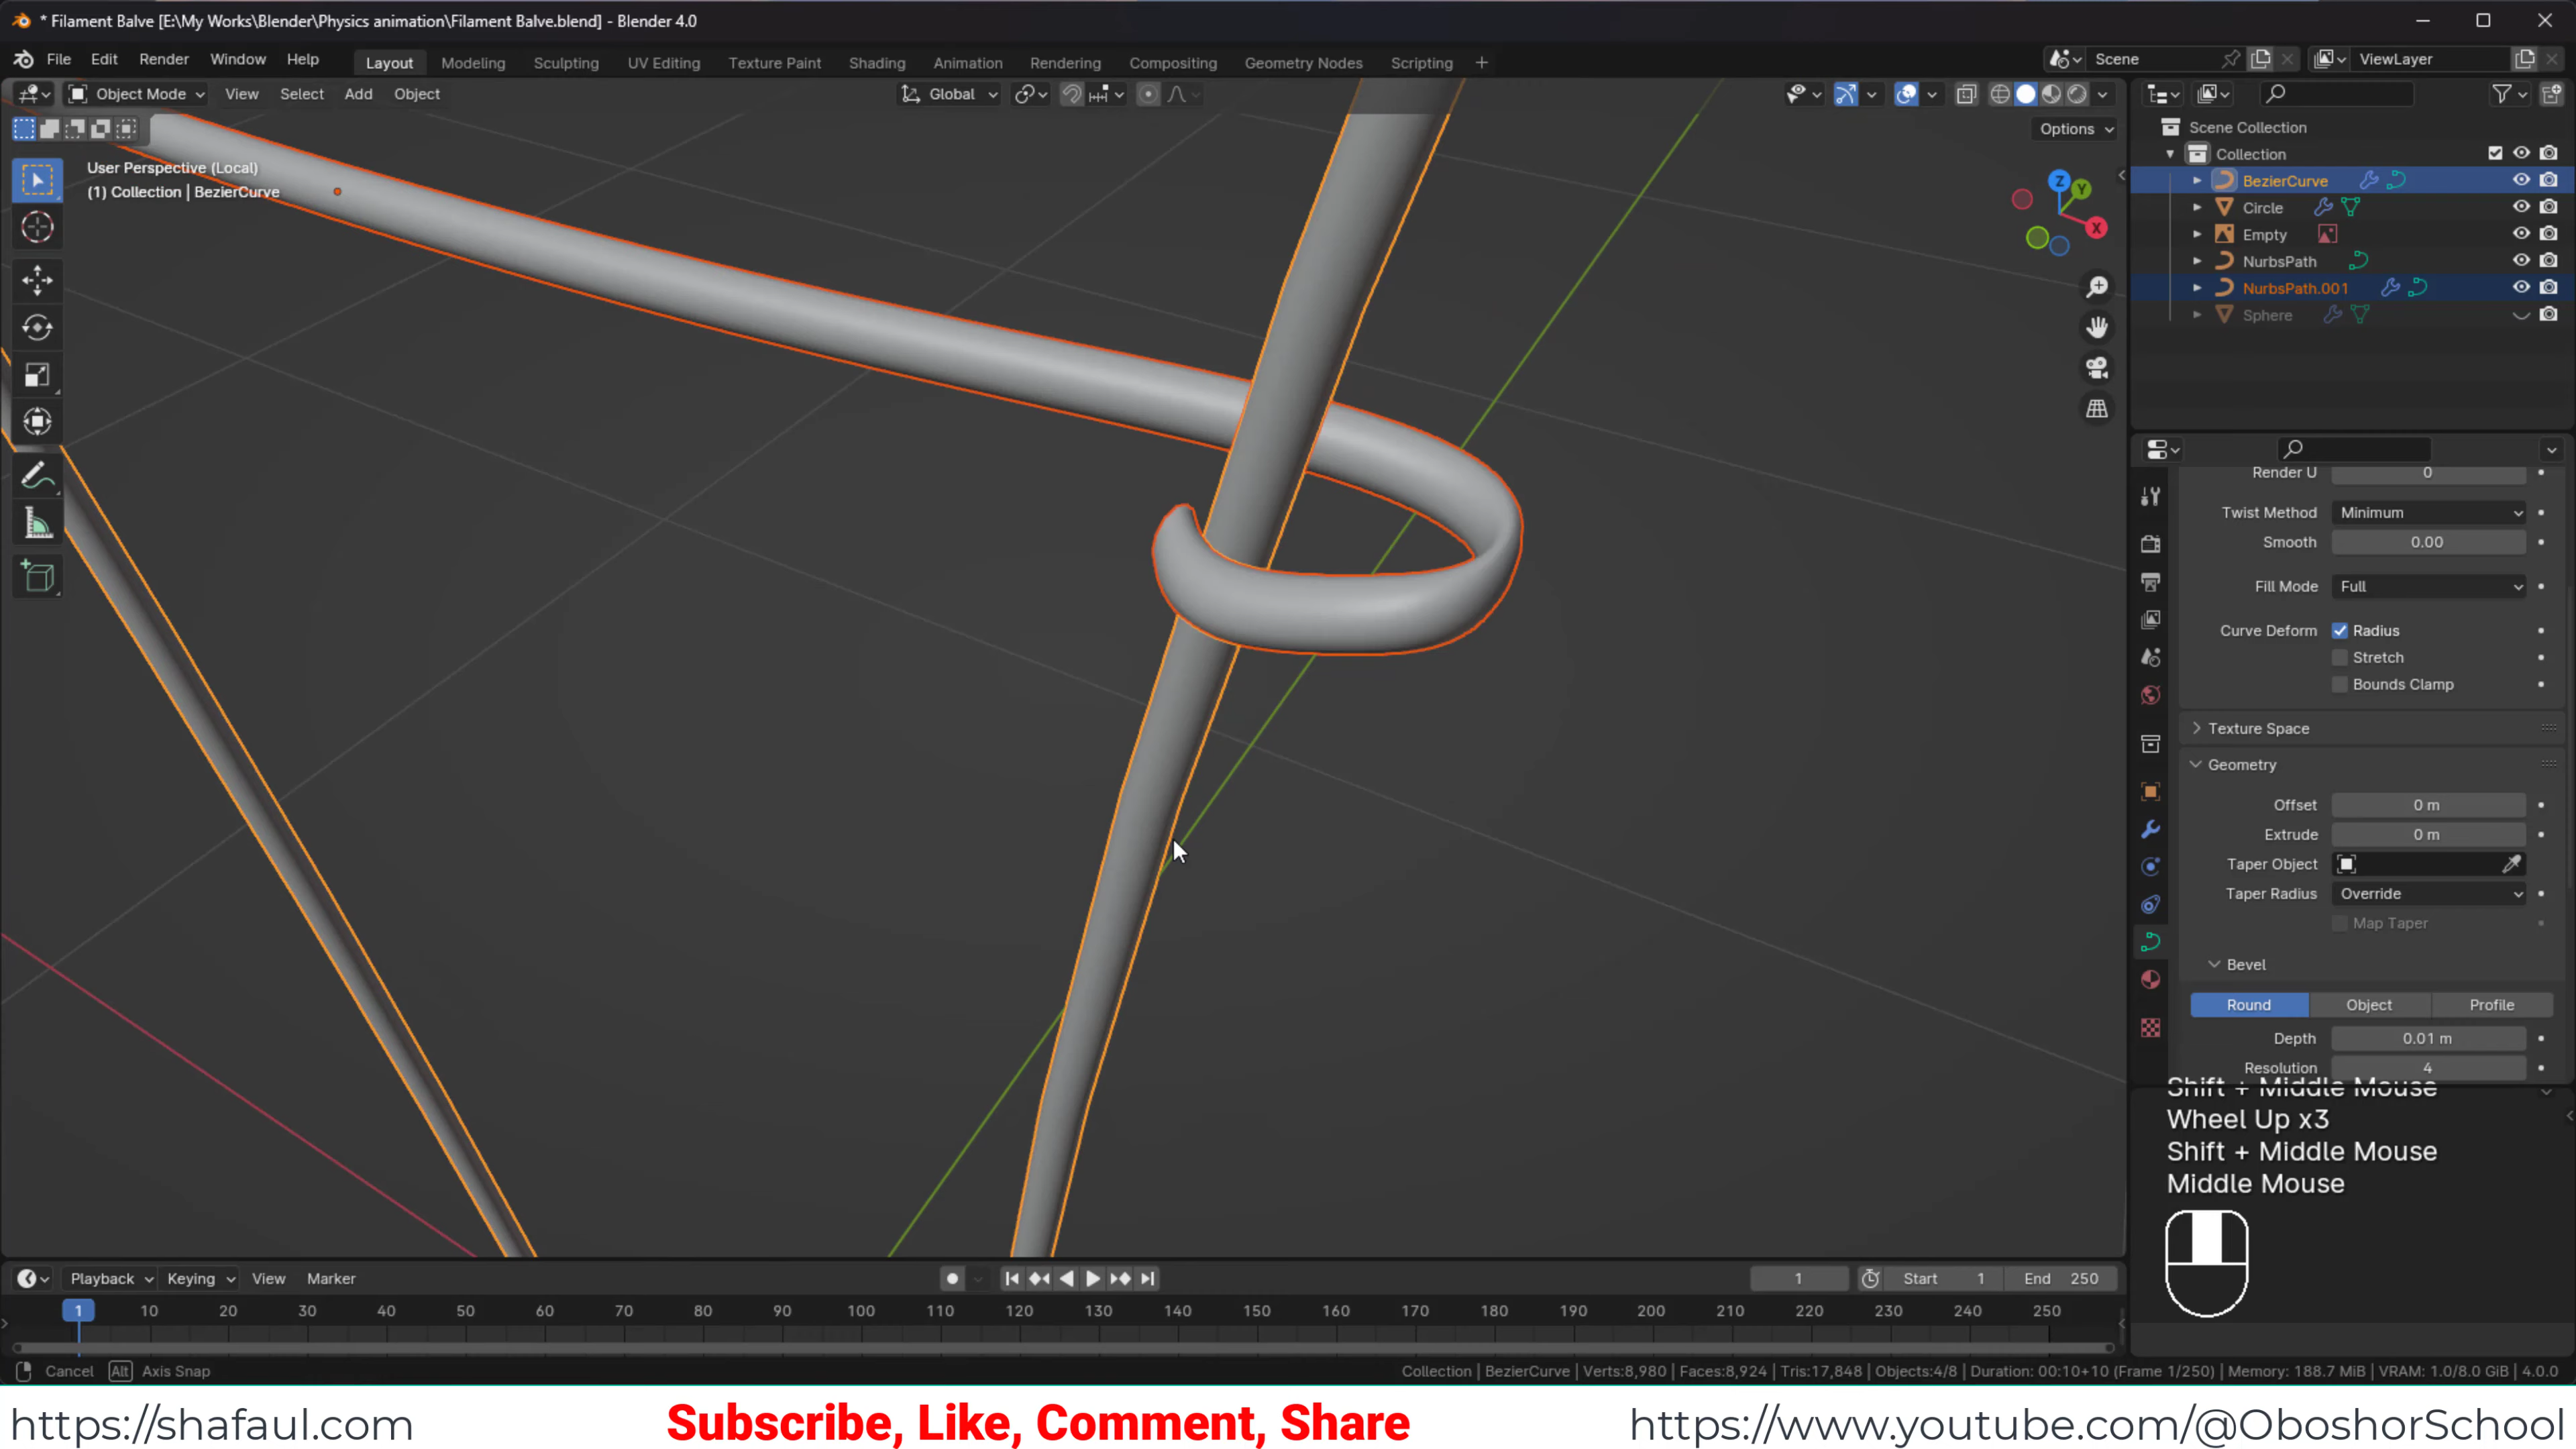 * Filament Balve [E:\My Works\Blender\Physics animation\Filament Balve.blend] - Blender 4.0
File Edit Render Window Help
Layout Modeling Sculpting UV Editing Texture Paint Shading Animation Rendering Compositing Geometry Nodes Scripting +
Scene
ViewLayer
Object Mode View Select Add Object
Global
Options
User Perspective (Local)
(1) Collection | BezierCurve
Z
Y
X
Scene Collection
Collection
BezierCurve
Circle
Empty
NurbsPath
NurbsPath.001
Sphere
Render U 0
Twist Method Minimum
Smooth 0.00
Fill Mode Full
Curve Deform Radius
Stretch
Bounds Clamp
Texture Space
Geometry
Offset 0 m
Extrude 0 m
Taper Object
Taper Radius Override
Map Taper
Bevel
Round Object Profile
Depth 0.01 m
Resolution 4
Shift + Middle Mouse
Wheel Up x3
Shift + Middle Mouse
Middle Mouse
Playback Keying View Marker
1 Start 1 End 250
1 10 20 30 40 50 60 70 80 90 100 110 120 130 140 150 160 170 180 190 200 210 220 230 240 250
Cancel Alt Axis Snap
Collection | BezierCurve | Verts:8,980 | Faces:8,924 | Tris:17,848 | Objects:4/8 | Duration: 00:10+10 (Frame 1/250) | Memory: 188.7 MiB | VRAM: 1.0/8.0 GiB | 4.0.0
https://shafaul.com
Subscribe, Like, Comment, Share
https://www.youtube.com/@OboshorSchool